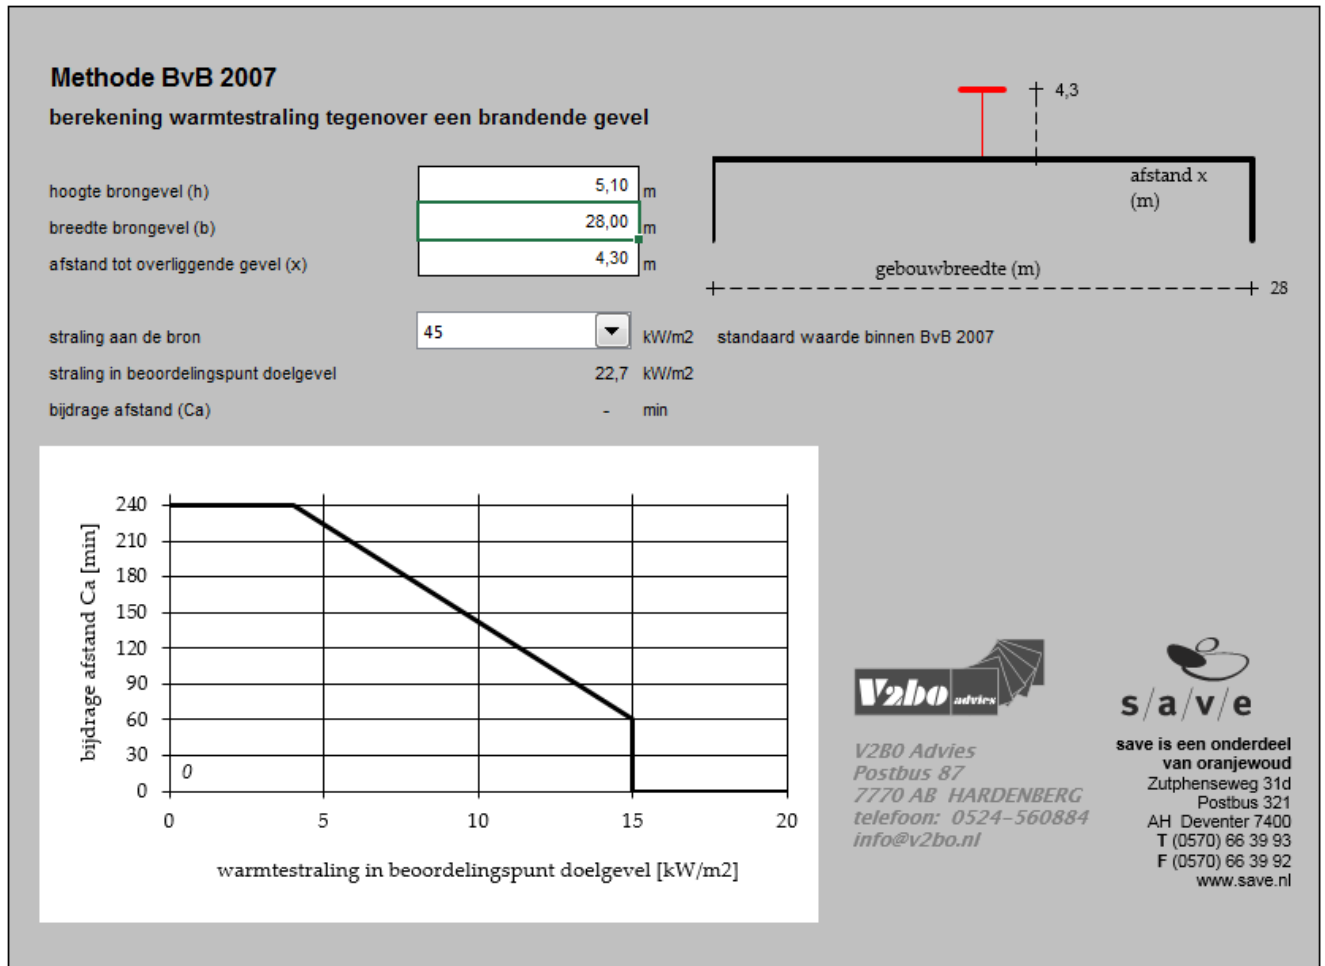 Methode BvB 2007
berekening warmtestraling tegenover een brandende gevel
4,3
afstand x
(m)
gebouwbreedte (m)
28
hoogte brongevel (h) 5,10 m
breedte brongevel (b) 28,00 m
afstand tot overliggende gevel (x) 4,30 m
straling aan de bron 45 kW/m2 standaard waarde binnen BvB 2007
straling in beoordelingspunt doelgevel 22,7 kW/m2
bijdrage afstand (Ca) - min
bijdrage afstand Ca [min]
240
210
180
150
120
90
60
30
0
0
0 5 10 15 20
warmtestraling in beoordelingspunt doelgevel [kW/m2]
V2bo advies
V2BO Advies
Postbus 87
7770 AB HARDENBERG
telefoon: 0524-560884
info@v2bo.nl
s/a/v/e
save is een onderdeel
van oranjewoud
Zutphenseweg 31d
Postbus 321
AH Deventer 7400
T (0570) 66 39 93
F (0570) 66 39 92
www.save.nl